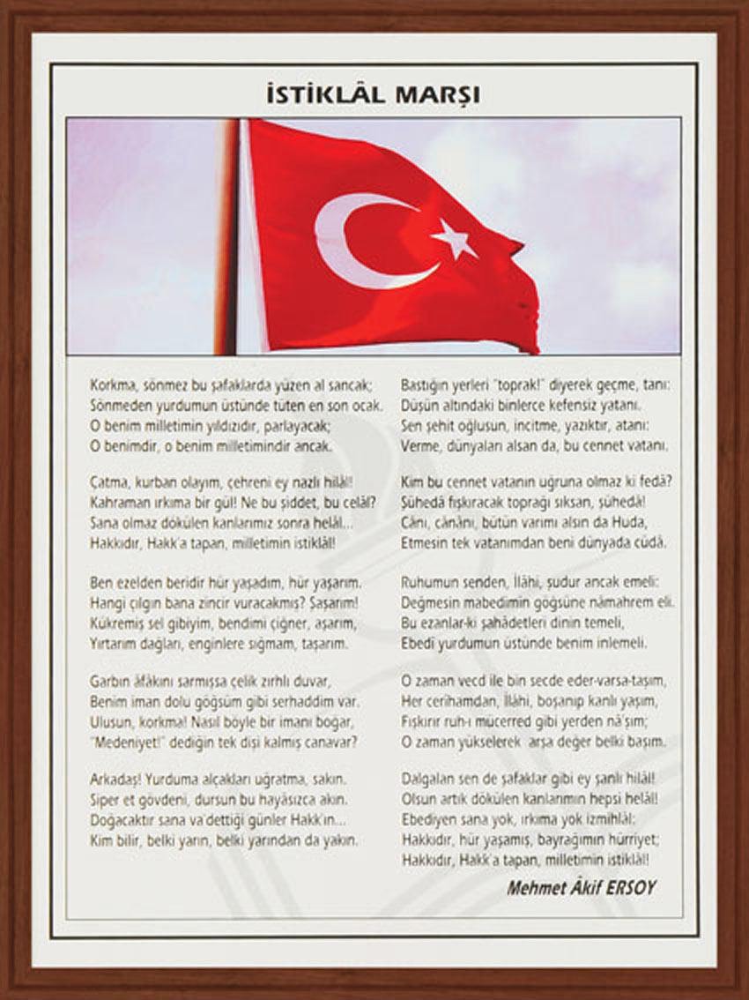 İSTİKLÂL MARŞI
Korkma, sönmez bu şafaklarda yüzen al sancak;
Sönmeden yurdumun üstünde tüten en son ocak.
O benim milletimin yıldızıdır, parlayacak;
O benimdir, o benim milletimindir ancak.
Çatma, kurban olayım, çehreni ey nazlı hilâl!
Kahraman ırkıma bir gül! Ne bu şiddet, bu celâl?
Sana olmaz dökülen kanlarımız sonra helâl...
Hakkıdır, Hakk'a tapan, milletimin istiklâl!
Ben ezelden beridir hür yaşadım, hür yaşarım.
Hangi çılgın bana zincir vuracakmış? Şaşarım!
Kükremiş sel gibiyim, bendimi çiğner, aşarım,
Yırtarım dağları, enginlere sığmam, taşarım.
Garbın âfâkını sarmışsa çelik zırhlı duvar,
Benim iman dolu göğsüm gibi serhaddim var.
Ulusun, korkma! Nasıl böyle bir imanı boğar,
"Medeniyet!" dediğin tek dişi kalmış canavar?
Arkadaş! Yurduma alçakları uğratma, sakın.
Siper et gövdeni, dursun bu hayâsızca akın.
Doğacaktır sana va'dettiği günler Hakk'ın...
Kim bilir, belki yarın, belki yarından da yakın.
Bastığın yerleri "toprak!" diyerek geçme, tanı:
Düşün altındaki binlerce kefensiz yatanı.
Sen şehit oğlusun, incitme, yazıktır, atanı:
Verme, dünyaları alsan da, bu cennet vatanı.
Kim bu cennet vatanın uğruna olmaz ki fedâ?
Şühedâ fışkıracak toprağı sıksan, şühedâ!
Cânı, cânânı, bütün varımı alsın da Huda,
Etmesin tek vatanımdan beni dünyada cüdâ.
Ruhumun senden, İlâhi, şudur ancak emeli:
Değmesin mabedimin göğsüne nâmahrem eli.
Bu ezanlar-ki şahâdetleri dinin temeli,
Ebedî yurdumun üstünde benim inlemeli.
O zaman vecd ile bin secde eder-varsa-taşım,
Her cerihamdan, İlâhi, boşanıp kanlı yaşım,
Fışkırır ruh-ı mücerred gibi yerden nâ'şım;
O zaman yükselerek arşa değer belki başım.
Dalgalan sen de şafaklar gibi ey şanlı hilâl!
Olsun artık dökülen kanlarımın hepsi helâl!
Ebediyen sana yok, ırkıma yok izmihlâl:
Hakkıdır, hür yaşamış, bayrağımın hürriyet;
Hakkıdır, Hakk'a tapan, milletimin istiklâl!
Mehmet Âkif ERSOY